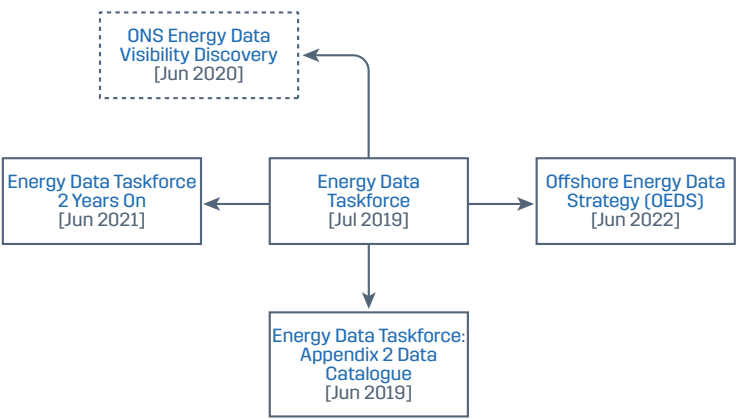 ONS Energy Data
Visibility Discovery
[Jun 2020]
Energy Data Taskforce
2 Years On
[Jun 2021]
Energy Data
Taskforce
[Jul 2019]
Offshore Energy Data
Strategy (OEDS)
[Jun 2022]
Energy Data Taskforce:
Appendix 2 Data
Catalogue
[Jun 2019]